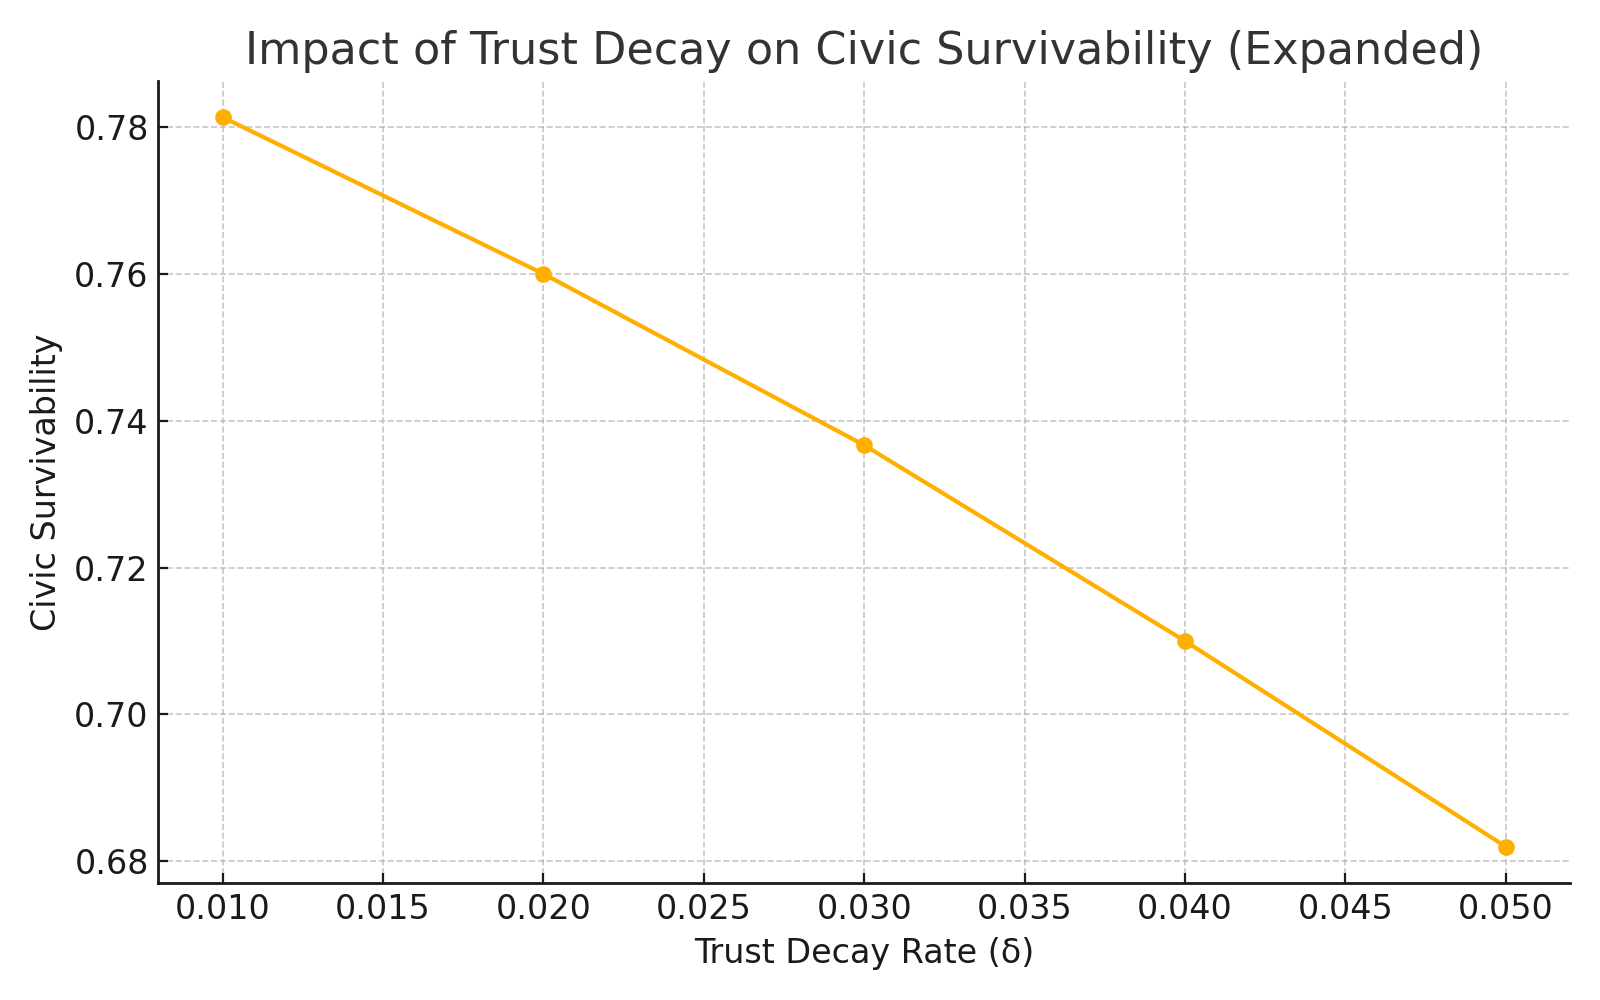 Impact of Trust Decay on Civic Survivability (Expanded)
Civic Survivability
0.78
0.76
0.74
0.72
0.70
0.68
0.010 0.015 0.020 0.025 0.030 0.035 0.040 0.045 0.050
Trust Decay Rate (δ)